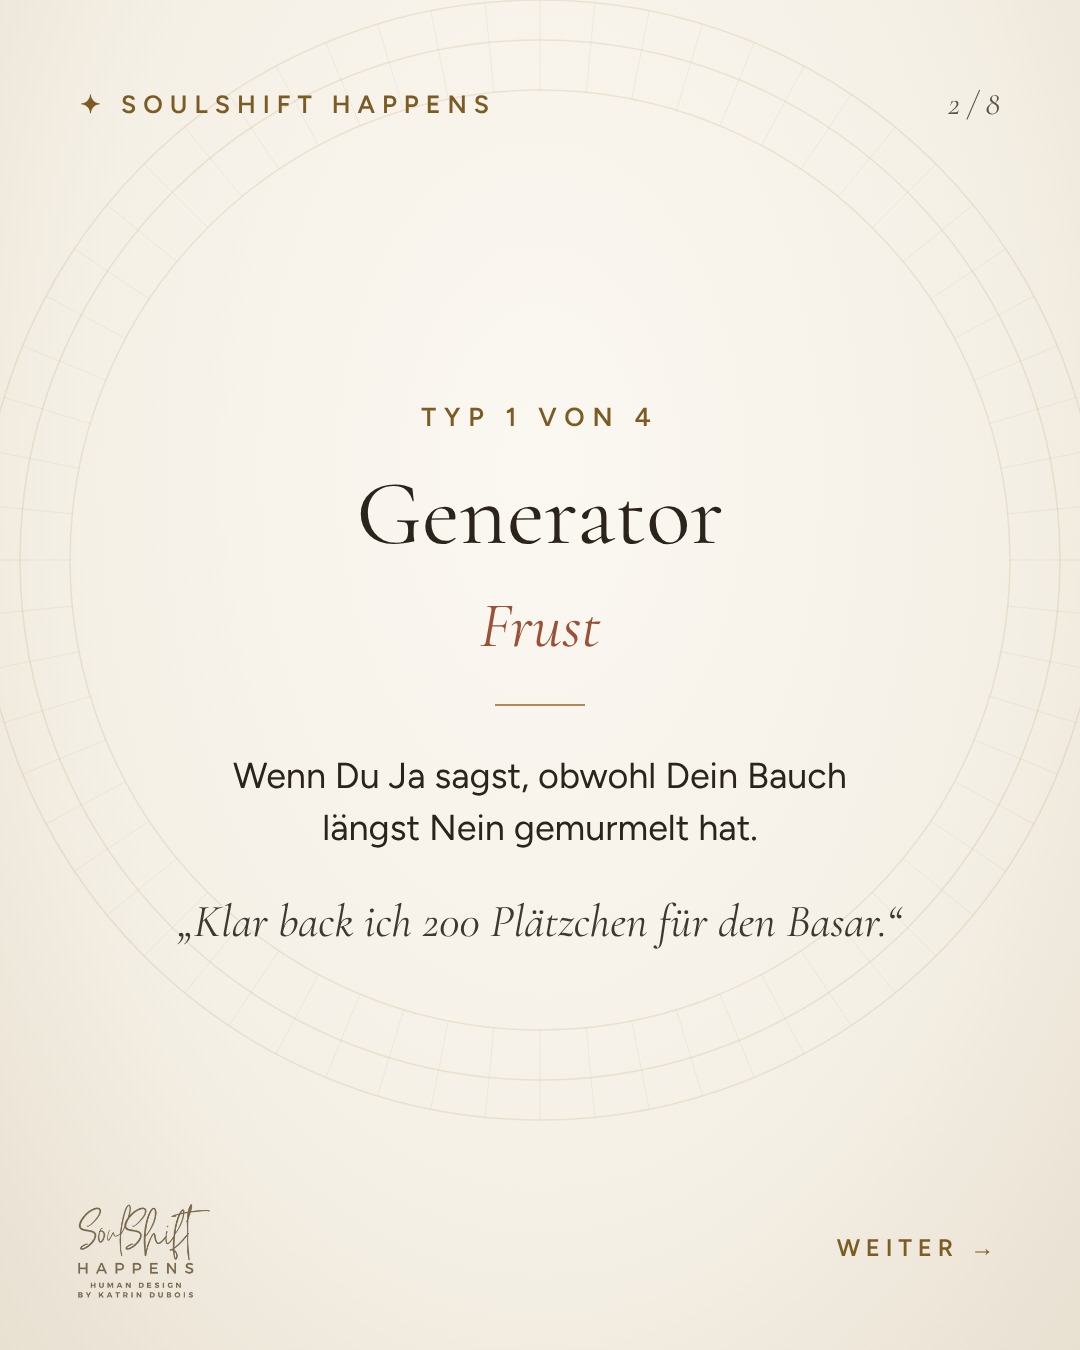 ✦ SOULSHIFT HAPPENS
2 / 8
TYP 1 VON 4
Generator
Frust
Wenn Du Ja sagst, obwohl Dein Bauch
längst Nein gemurmelt hat.
„Klar back ich 200 Plätzchen für den Basar.“
SoulShift
HAPPENS
HUMAN DESIGN
BY KATRIN DUBOIS
WEITER →